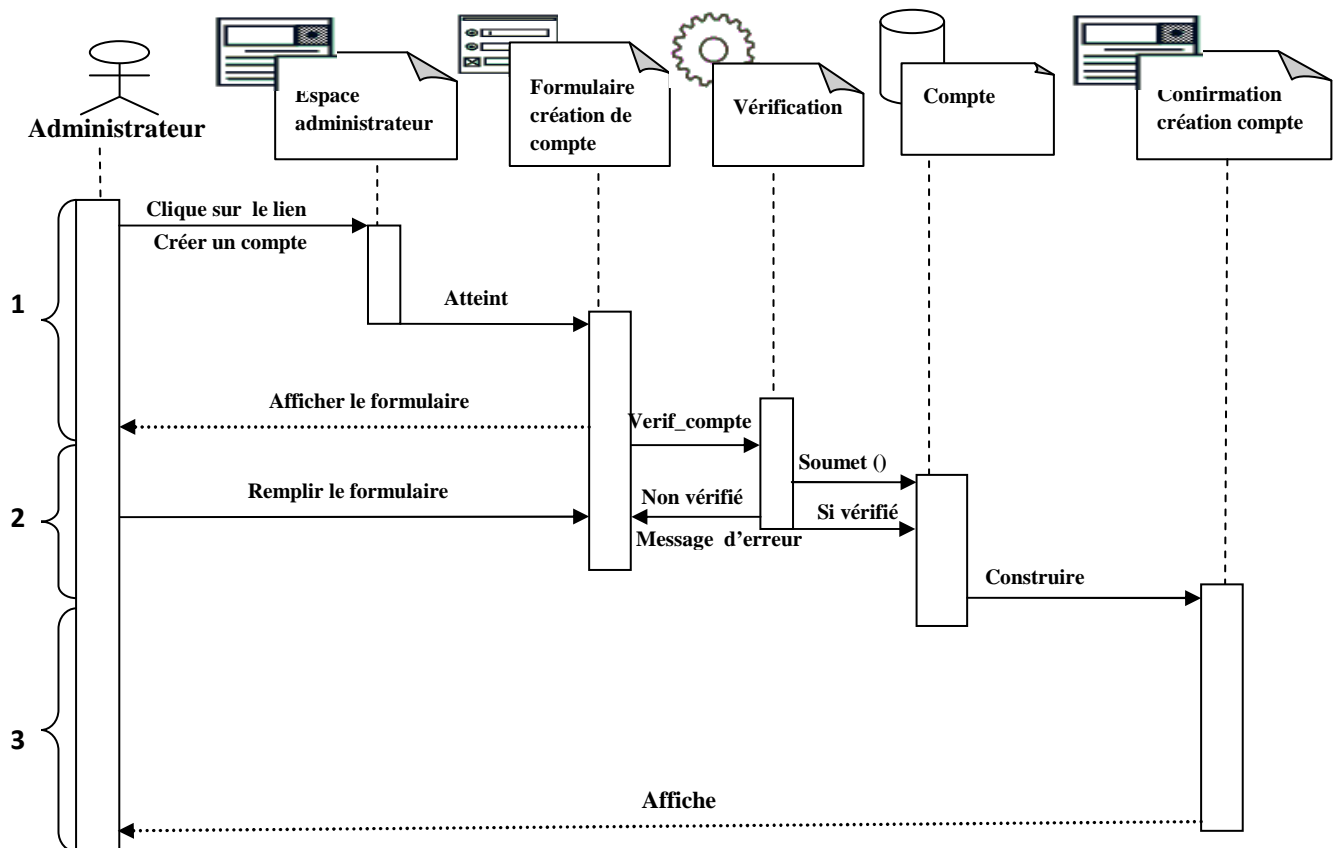 Administrateur
Espace
administrateur
Formulaire
création de
compte
Vérification
Compte
Confirmation
création compte
Clique sur le lien
Créer un compte
1
Atteint
Afficher le formulaire
Verif_compte
Soumet ()
Remplir le formulaire
Non vérifié
Si vérifié
2
Message d'erreur
Construire
3
Affiche